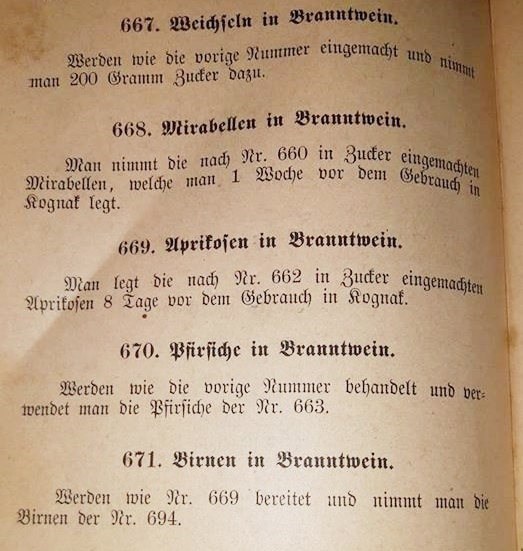 667. Weichseln in Branntwein.
Werden wie die vorige Nummer eingemacht und nimmt
man 200 Gramm Zucker dazu.
668. Mirabellen in Branntwein.
Man nimmt die nach Nr. 660 in Zucker eingemachten
Mirabellen, welche man 1 Woche vor dem Gebrauch in
Kognak legt.
669. Aprikosen in Branntwein.
Man legt die nach Nr. 662 in Zucker eingemachten
Aprikosen 8 Tage vor dem Gebrauch in Kognak.
670. Pfirsiche in Branntwein.
Werden wie die vorige Nummer behandelt und ver-
wendet man die Pfirsiche der Nr. 663.
671. Birnen in Branntwein.
Werden wie Nr. 669 bereitet und nimmt man die
Birnen der Nr. 694.